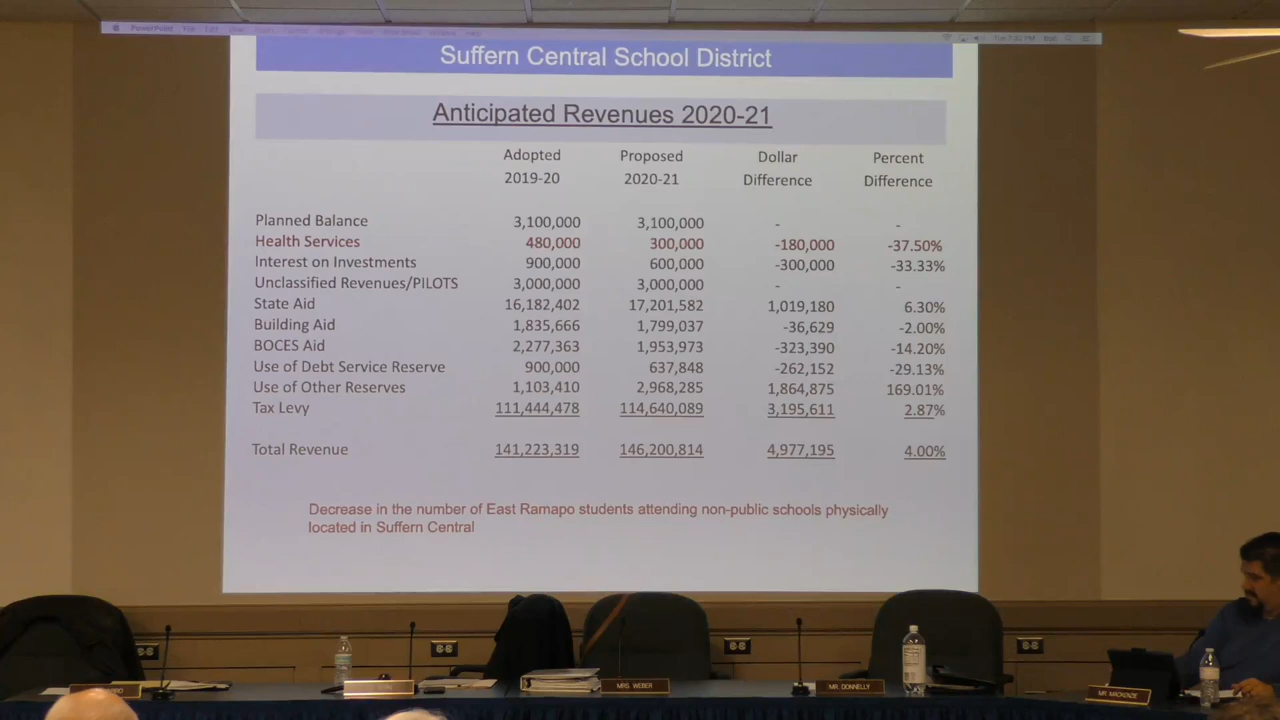 PowerPoint File Edit
Tue 7:32 PM
Suffern Central School District
Anticipated Revenues 2020-21
Adopted Proposed Dollar Percent
2019-20 2020-21 Difference Difference
Planned Balance 3,100,000 3,100,000 - -
Health Services 480,000 300,000 -180,000 -37.50%
Interest on Investments 900,000 600,000 -300,000 -33.33%
Unclassified Revenues/PILOTS 3,000,000 3,000,000 - -
State Aid 16,182,402 17,201,582 1,019,180 6.30%
Building Aid 1,835,666 1,799,037 -36,629 -2.00%
BOCES Aid 2,277,363 1,953,973 -323,390 -14.20%
Use of Debt Service Reserve 900,000 637,848 -262,152 -29.13%
Use of Other Reserves 1,103,410 2,968,285 1,864,875 169.01%
Tax Levy 111,444,478 114,640,089 3,195,611 2.87%
Total Revenue 141,223,319 146,200,814 4,977,195 4.00%
Decrease in the number of East Ramapo students attending non-public schools physically
located in Suffern Central
MRS. WEBER
MR. DONNELLY
MR. MACKENZIE